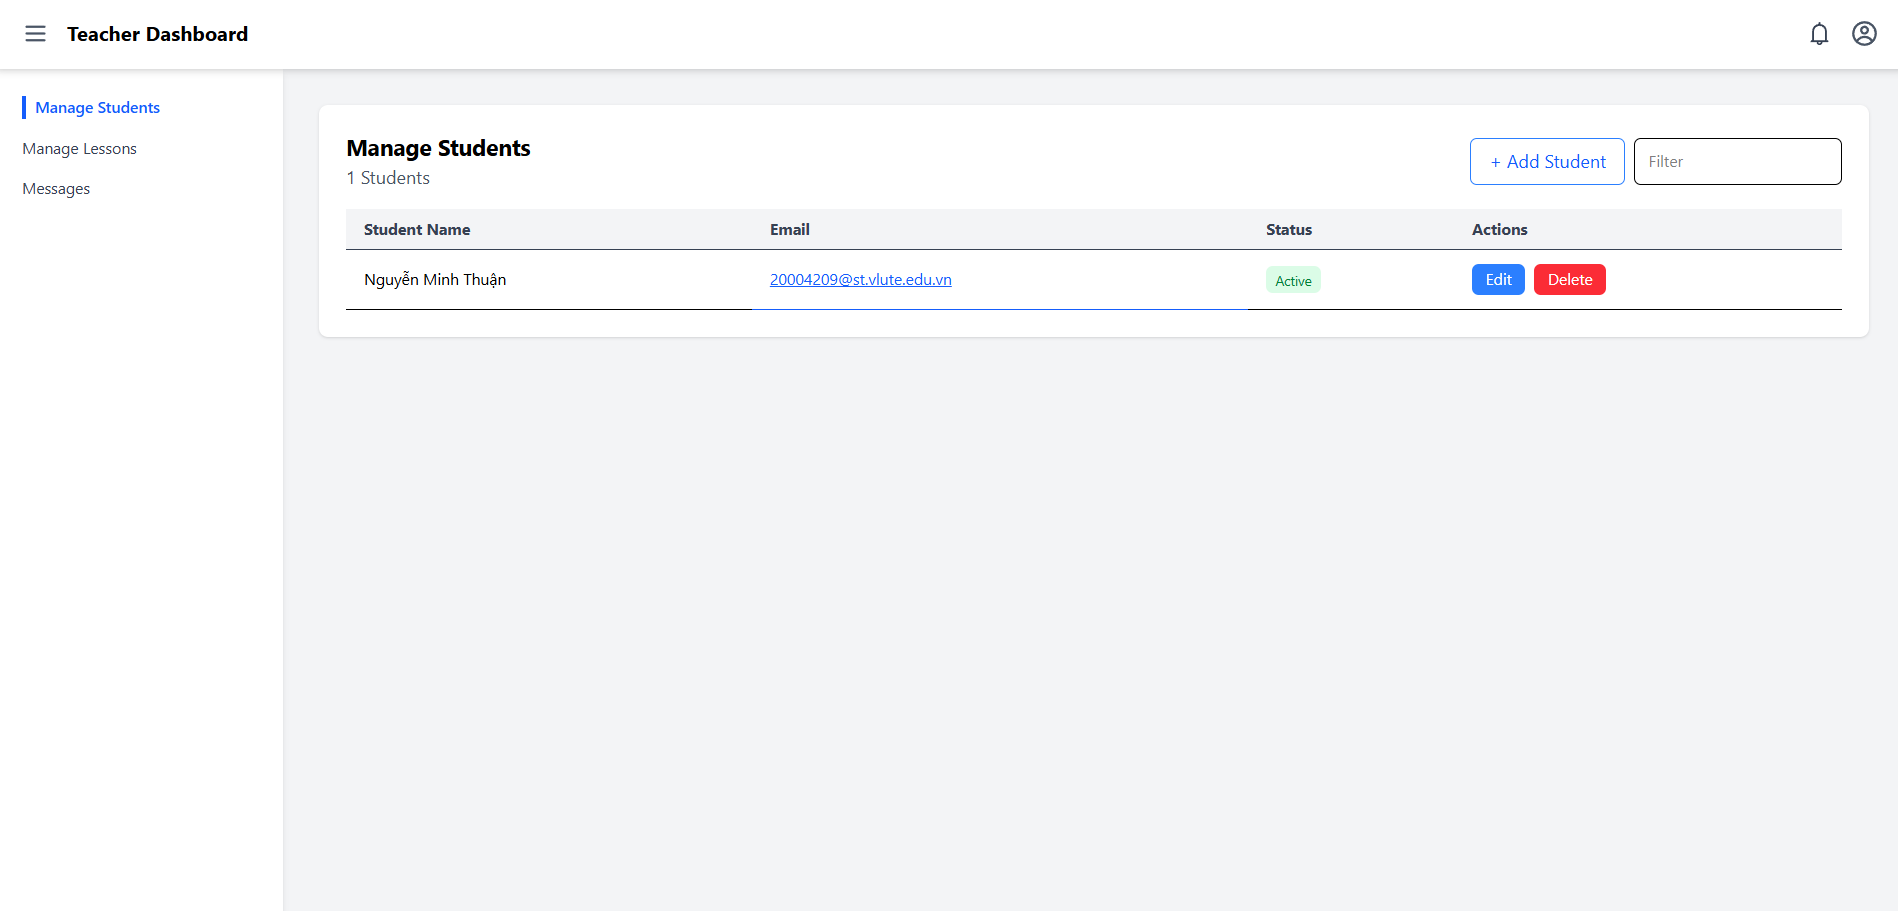 Teacher Dashboard
Manage Students
Manage Lessons
Messages
Manage Students
1 Students
+ Add Student
Filter
Student Name Email Status Actions
Nguyễn Minh Thuận 20004209@st.vlute.edu.vn Active Edit Delete